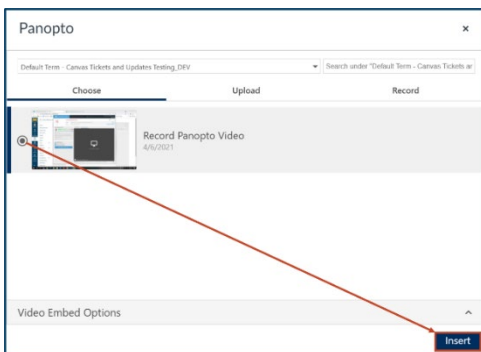 Panopto
×
Default Term - Canvas Tickets and Updates Testing_DEV
Search under "Default Term - Canvas Tickets ar
Choose
Upload
Record
Record Panopto Video
4/6/2021
Video Embed Options
Insert